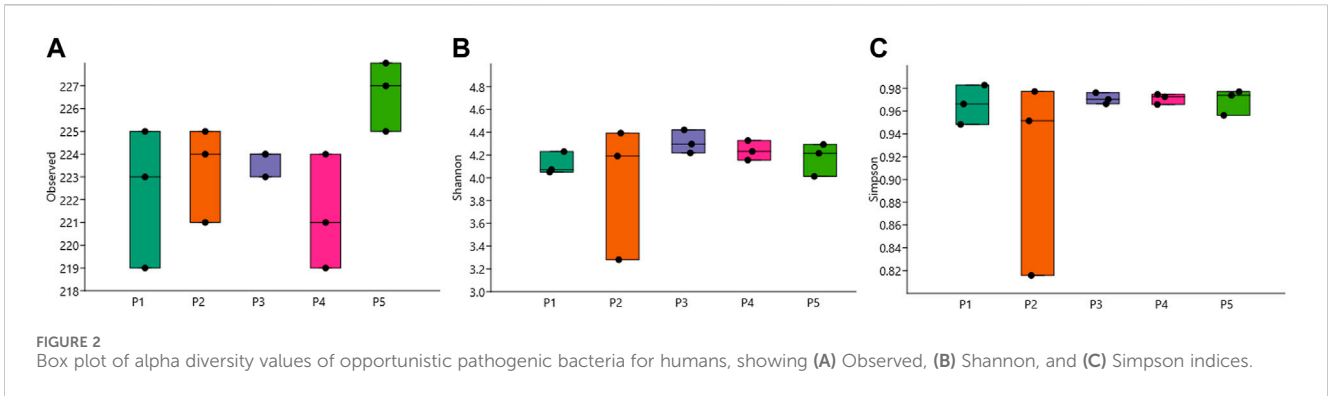 A
Observed
227
225
224
223
222
221
220
219
218
P1 P2 P3 P4 P5
B
Shannon
4.8
4.6
4.4
4.2
4.0
3.8
3.6
3.4
3.2
3.0
P1 P2 P3 P4 P5
C
Simpson
0.98
0.96
0.94
0.92
0.90
0.88
0.86
0.84
0.82
P1 P2 P3 P4 P5
FIGURE 2
Box plot of alpha diversity values of opportunistic pathogenic bacteria for humans, showing (A) Observed, (B) Shannon, and (C) Simpson indices.